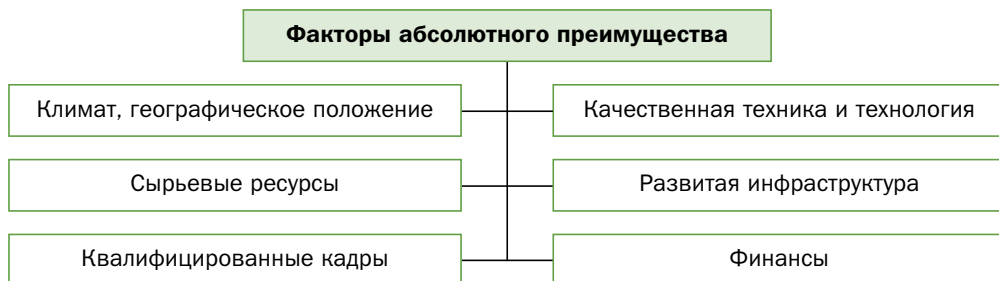 Факторы абсолютного преимущества
Климат, географическое положение
Качественная техника и технология
Сырьевые ресурсы
Развитая инфраструктура
Квалифицированные кадры
Финансы